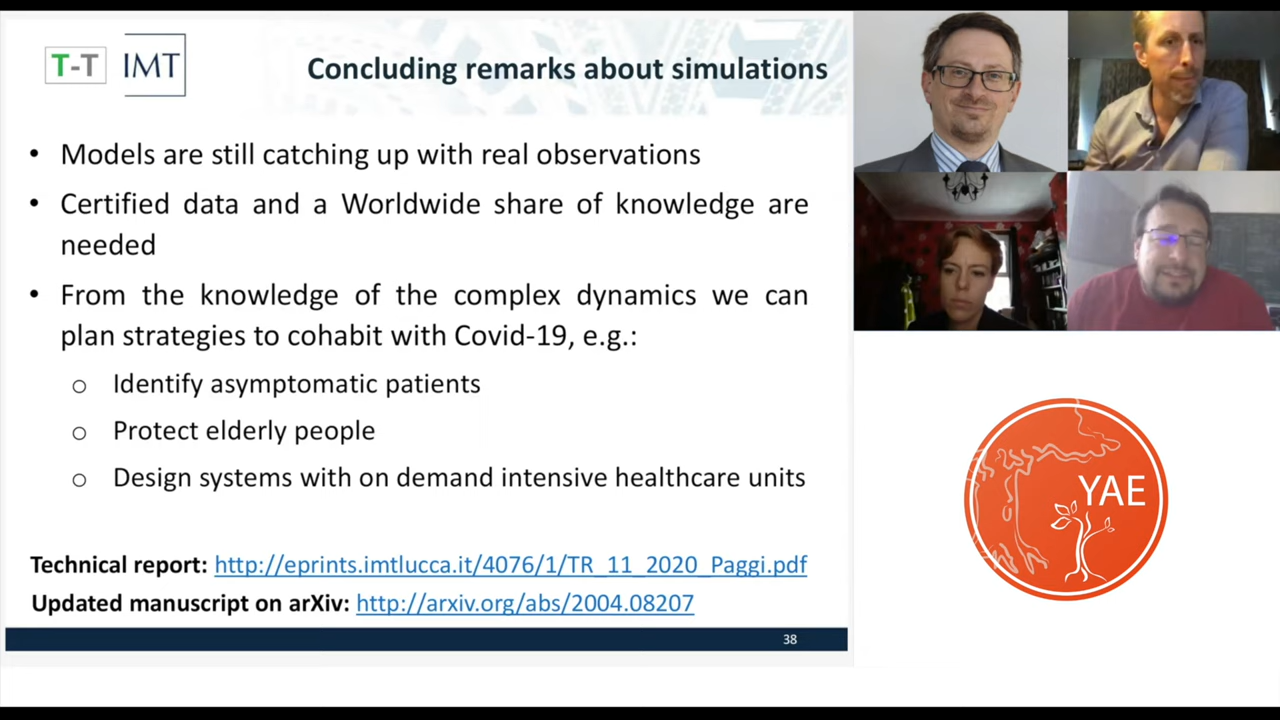 T-T IMT
Concluding remarks about simulations
• Models are still catching up with real observations
• Certified data and a Worldwide share of knowledge are
needed
• From the knowledge of the complex dynamics we can
plan strategies to cohabit with Covid-19, e.g.:
o Identify asymptomatic patients
o Protect elderly people
o Design systems with on demand intensive healthcare units
Technical report: http://eprints.imtlucca.it/4076/1/TR_11_2020_Paggi.pdf
Updated manuscript on arXiv: http://arxiv.org/abs/2004.08207
38
YAE